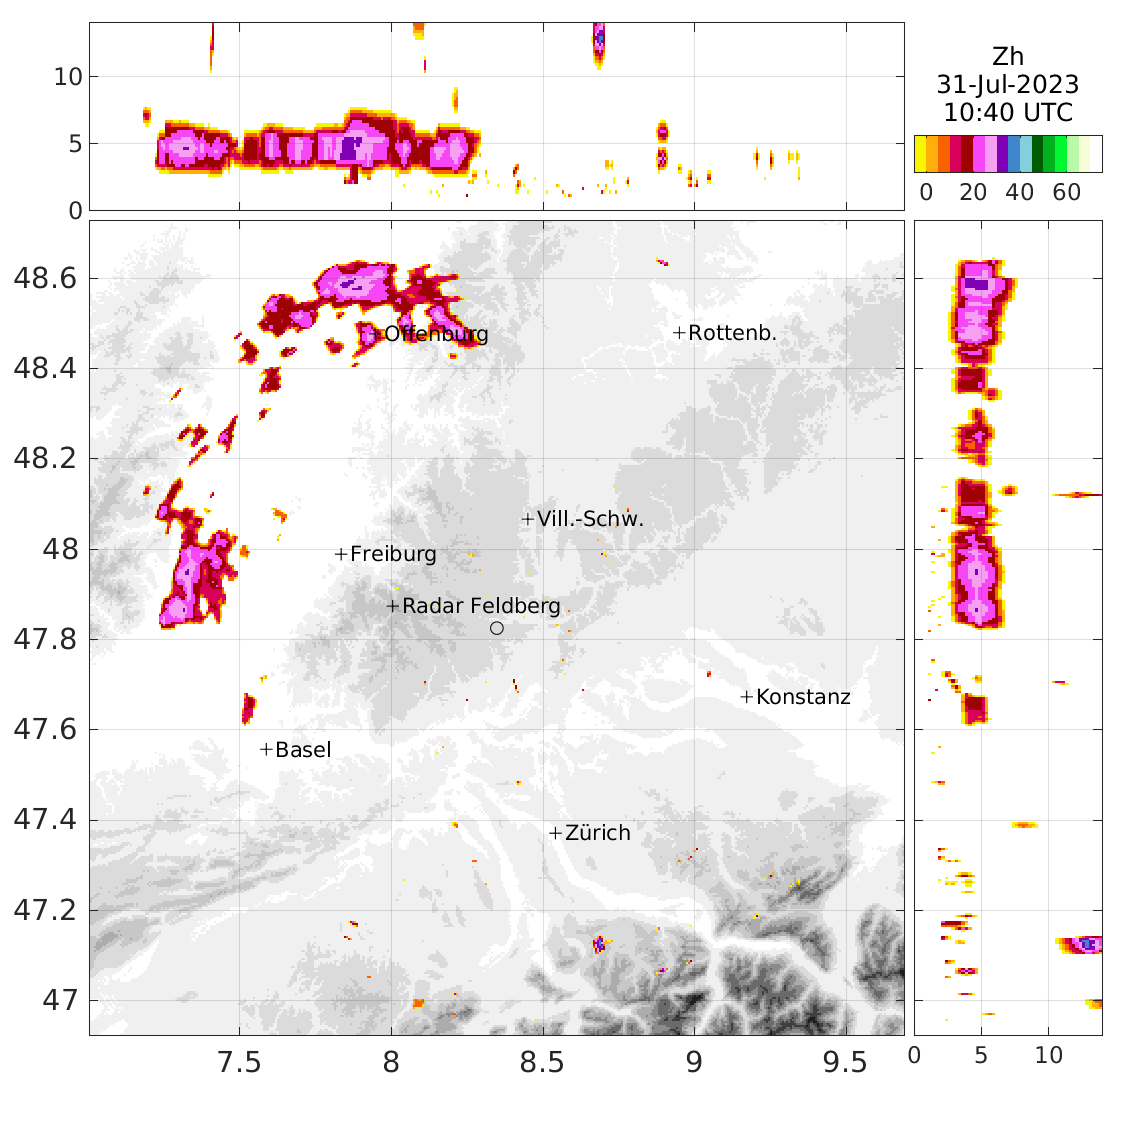 Zh
31-Jul-2023
10:40 UTC
0 20 40 60
10
5
0
48.6
48.4
48.2
48
47.8
47.6
47.4
47.2
47
Offenburg
Rottenb.
Vill.-Schw.
Freiburg
Radar Feldberg
Konstanz
Basel
Zürich
7.5 8 8.5 9 9.5
0 5 10